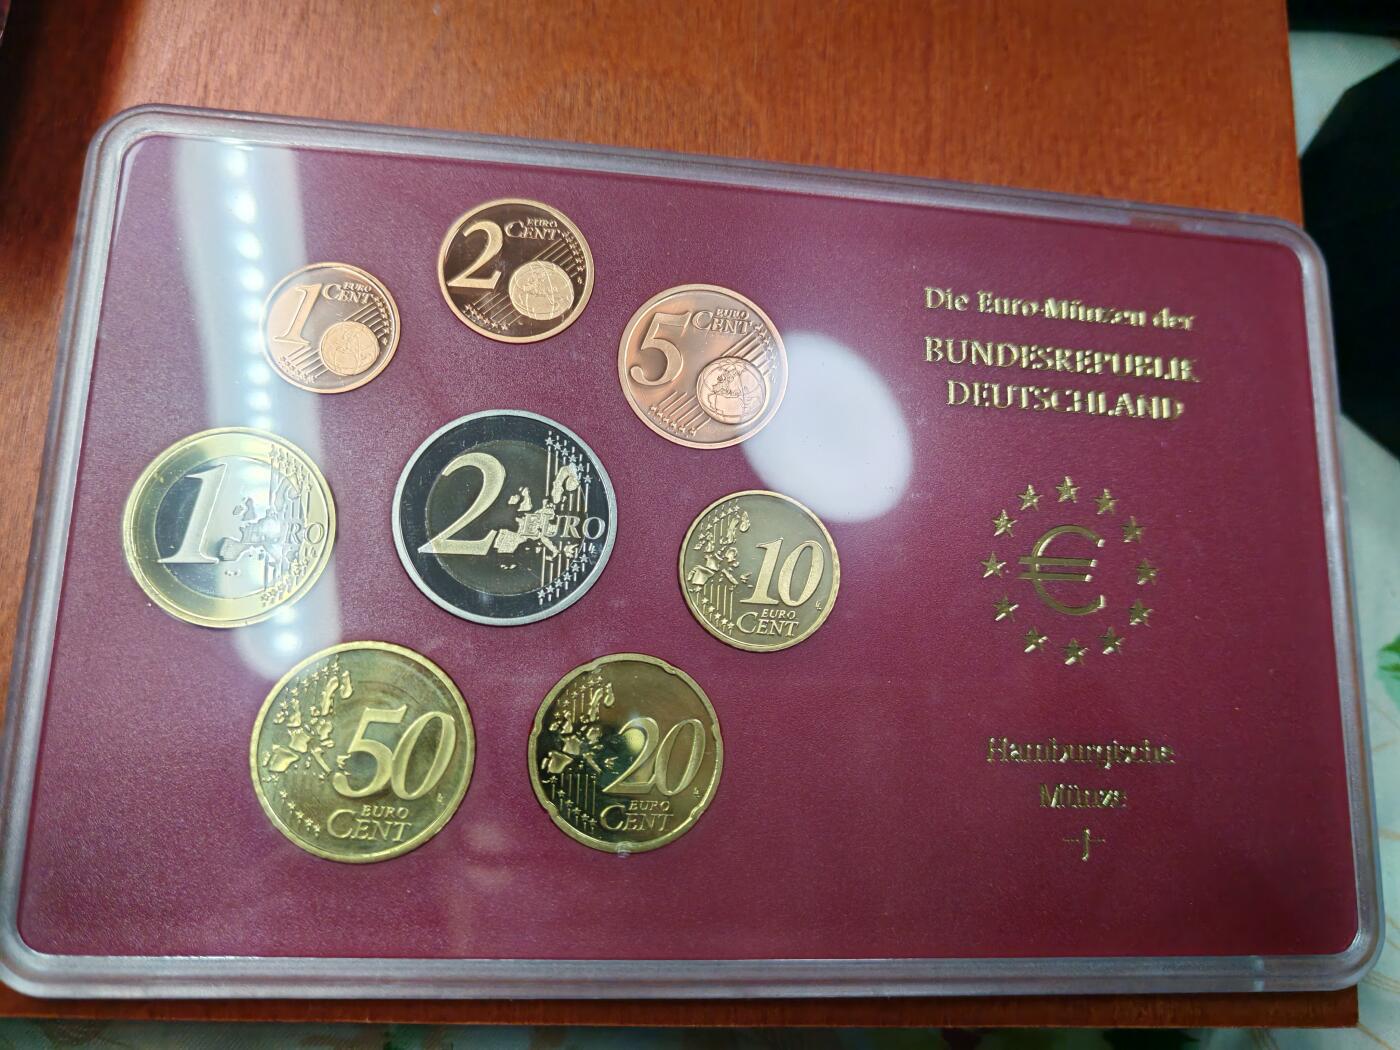 2 EURO CENT
1 EURO CENT
5 EURO CENT
1 EURO
2 EURO
10 EURO CENT
50 EURO CENT
20 EURO CENT
Die Euro-Münzen der
BUNDESREPUBLIK
DEUTSCHLAND
€
Hamburgische
Münze
-J-